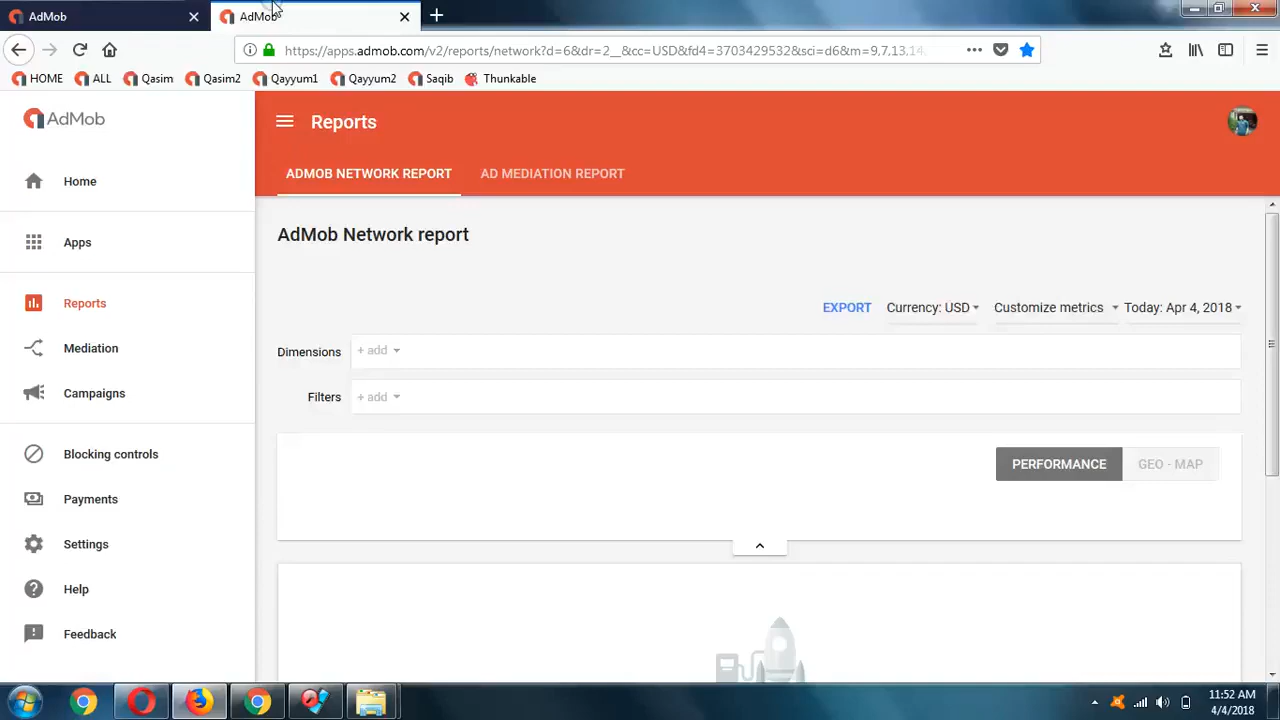 AdMob
AdMob
https://apps.admob.com/v2/reports/network?d=6&dr=2__&cc=USD&fd4=3703429532&sci=d6&m=9,7,13,14,
HOME ALL Qasim Qasim2 Qayyum1 Qayyum2 Saqib Thunkable
AdMob
Reports
ADMOB NETWORK REPORT AD MEDIATION REPORT
Home
Apps
Reports
Mediation
Campaigns
Blocking controls
Payments
Settings
Help
Feedback
AdMob Network report
EXPORT Currency: USD Customize metrics Today: Apr 4, 2018
Dimensions + add
Filters + add
PERFORMANCE GEO - MAP
11:52 AM
4/4/2018